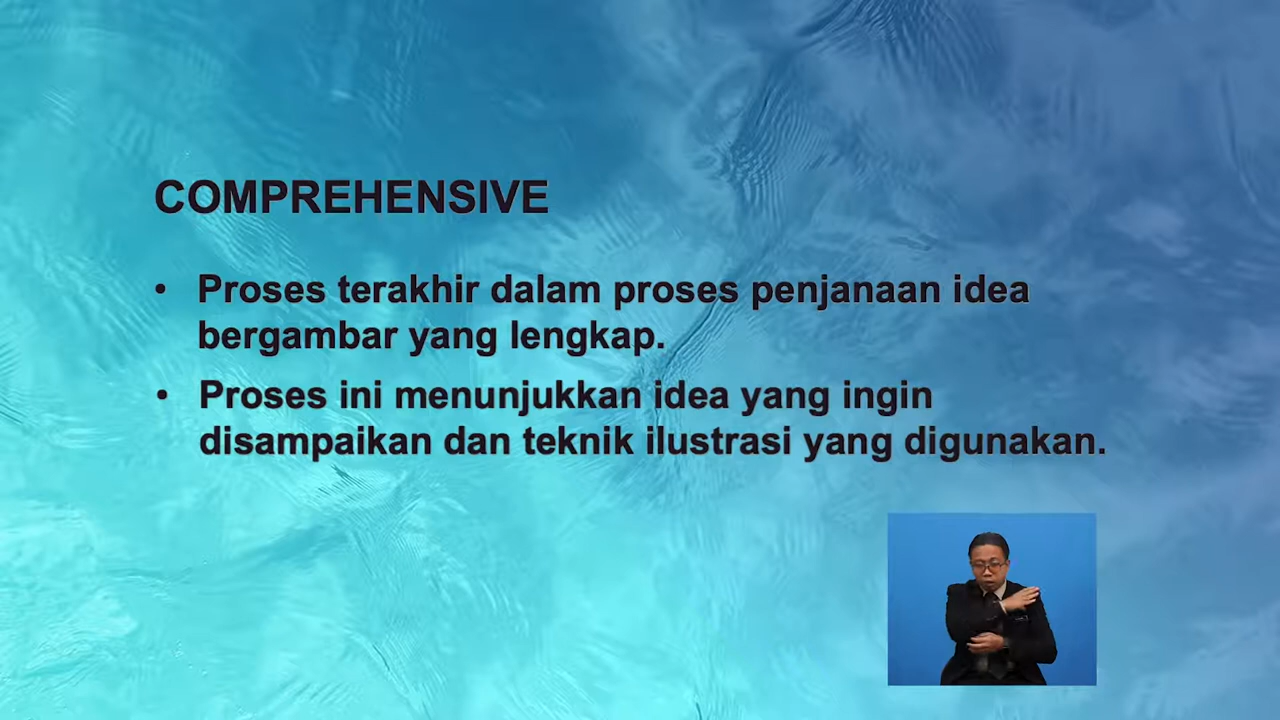 COMPREHENSIVE
• Proses terakhir dalam proses penjanaan idea
bergambar yang lengkap.
• Proses ini menunjukkan idea yang ingin
disampaikan dan teknik ilustrasi yang digunakan.